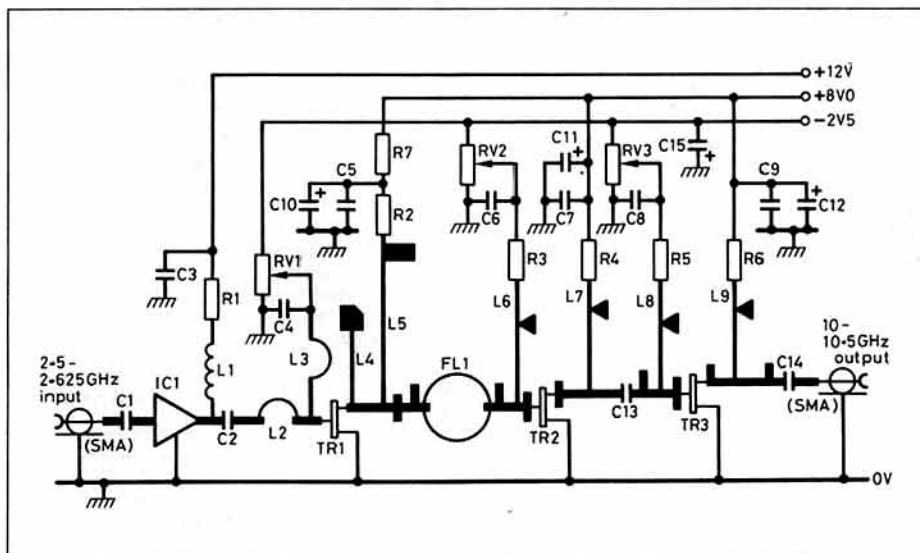 +12V
+8V0
-2V5
R7
RV2
C11
RV3
C15
C5
C9
C10
R2
C6
C7
C8
C12
C3
RV1
R3
R4
R5
R6
R1
C4
L6
L7
L8
L9
L5
L3
L4
10-
10·5GHz
output
2·5-
2·625GHz
input
L1
IC1
FL1
C14
C1
(SMA)
C2
L2
TR1
TR2
C13
TR3
(SMA)
0V